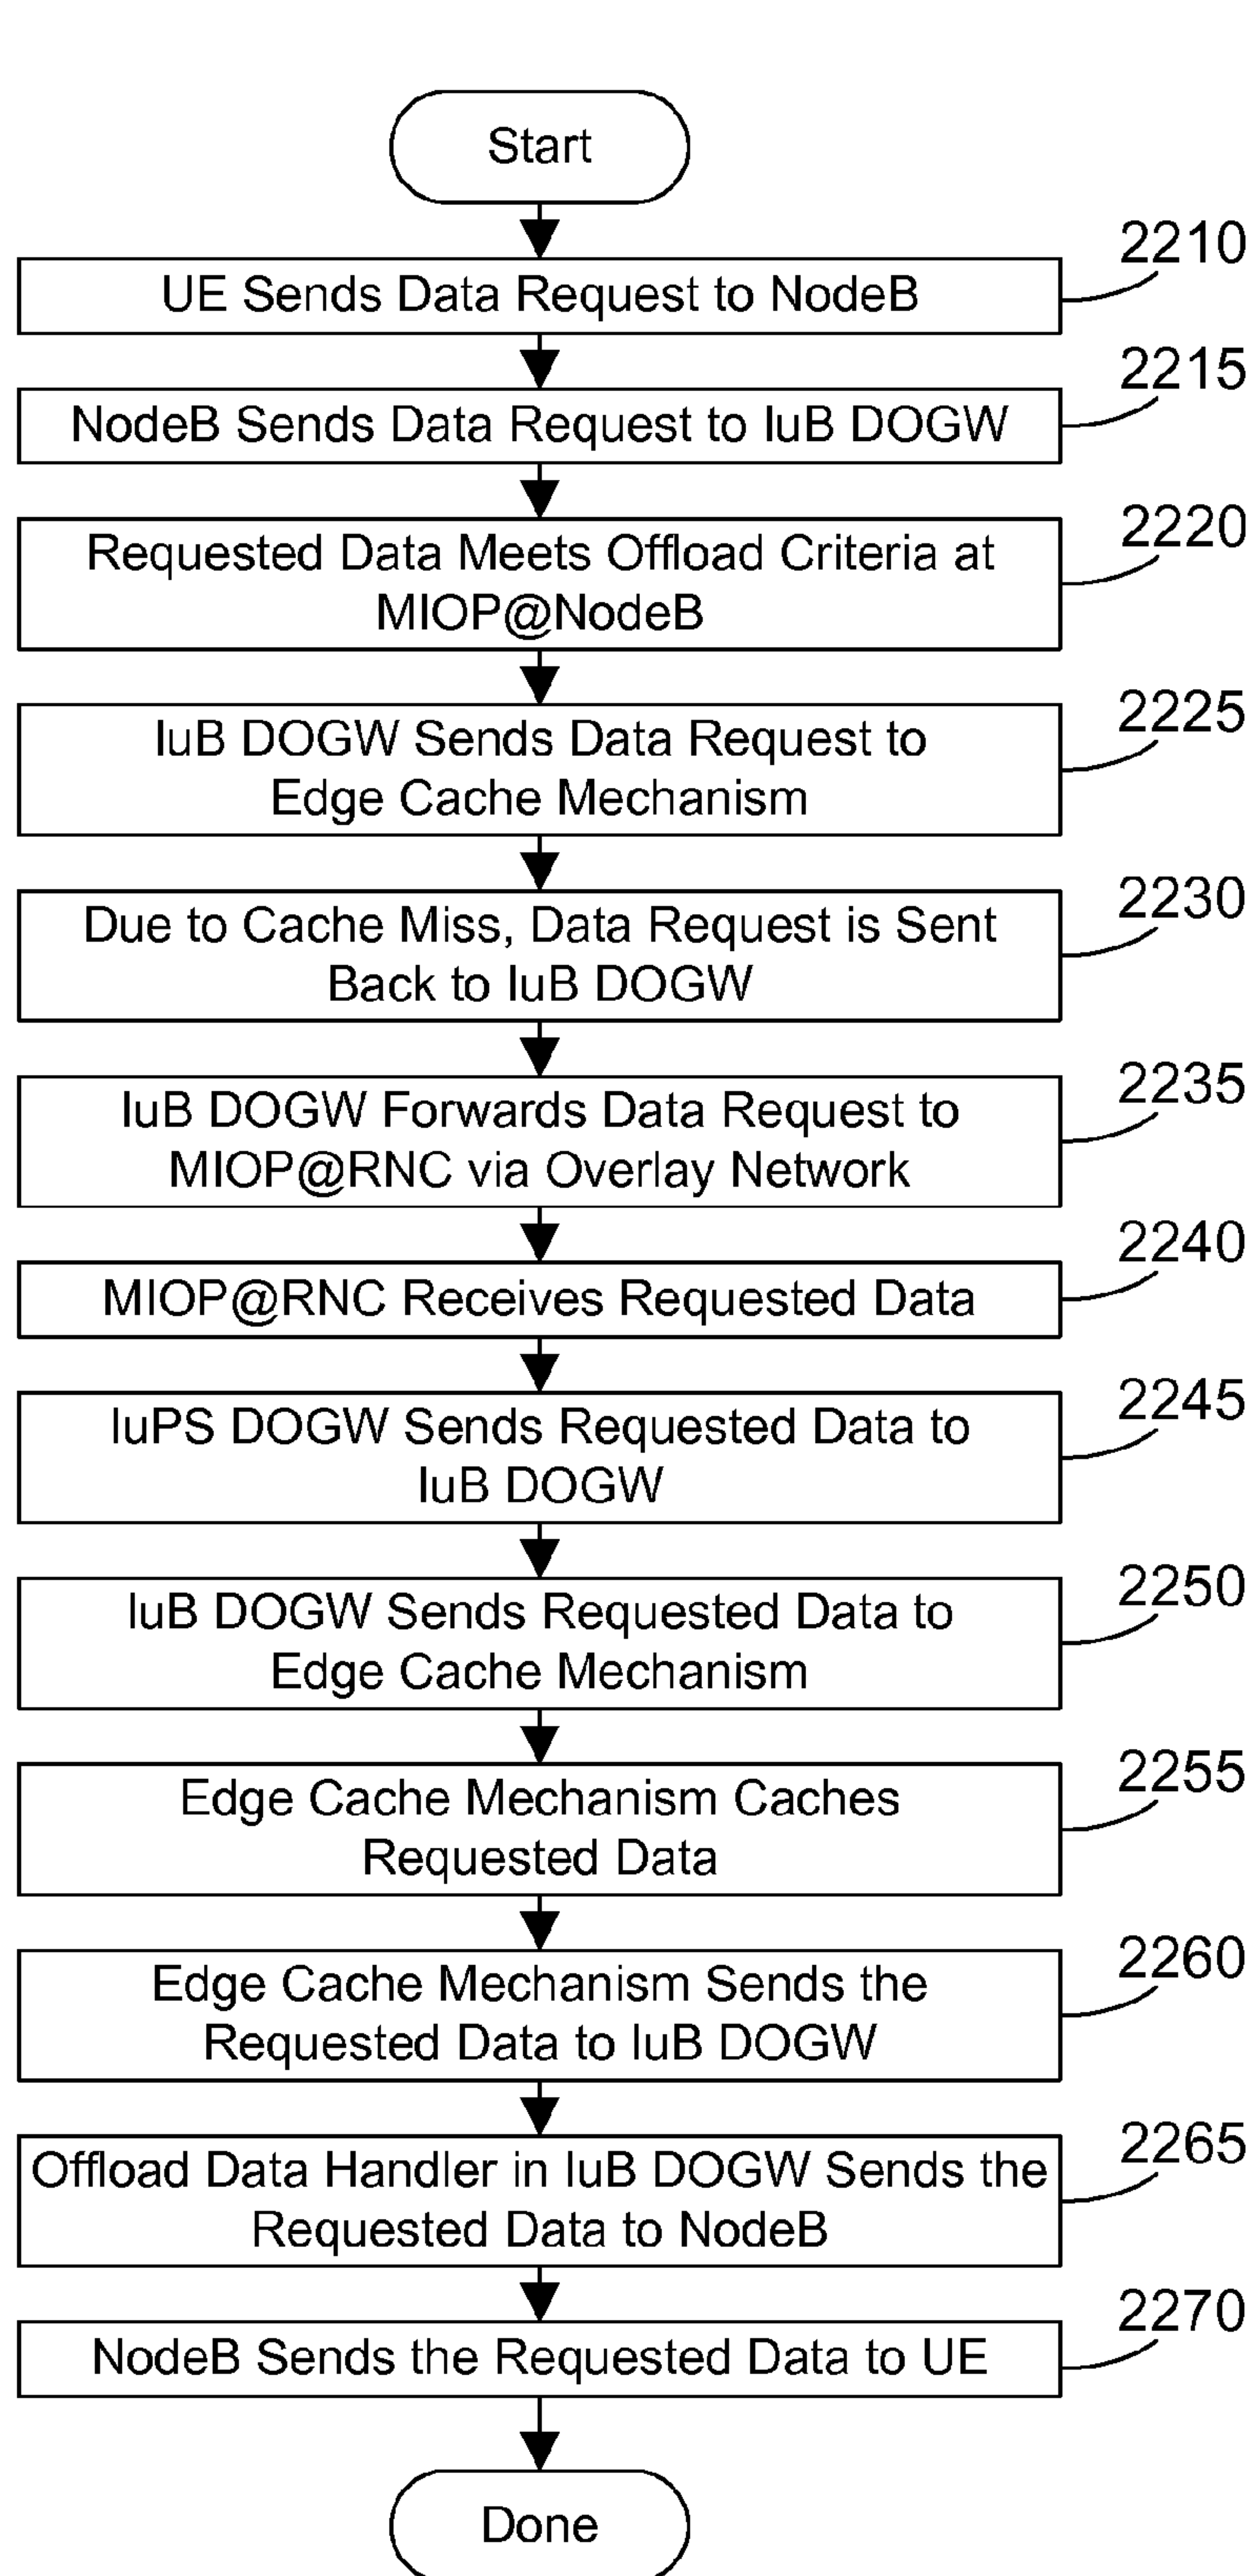 Start
2210
UE Sends Data Request to NodeB
2215
NodeB Sends Data Request to IuB DOGW
2220
Requested Data Meets Offload Criteria at
MIOP@NodeB
2225
IuB DOGW Sends Data Request to
Edge Cache Mechanism
2230
Due to Cache Miss, Data Request is Sent
Back to IuB DOGW
2235
IuB DOGW Forwards Data Request to
MIOP@RNC via Overlay Network
2240
MIOP@RNC Receives Requested Data
2245
IuPS DOGW Sends Requested Data to
IuB DOGW
2250
IuB DOGW Sends Requested Data to
Edge Cache Mechanism
2255
Edge Cache Mechanism Caches
Requested Data
2260
Edge Cache Mechanism Sends the
Requested Data to IuB DOGW
2265
Offload Data Handler in IuB DOGW Sends the
Requested Data to NodeB
2270
NodeB Sends the Requested Data to UE
Done